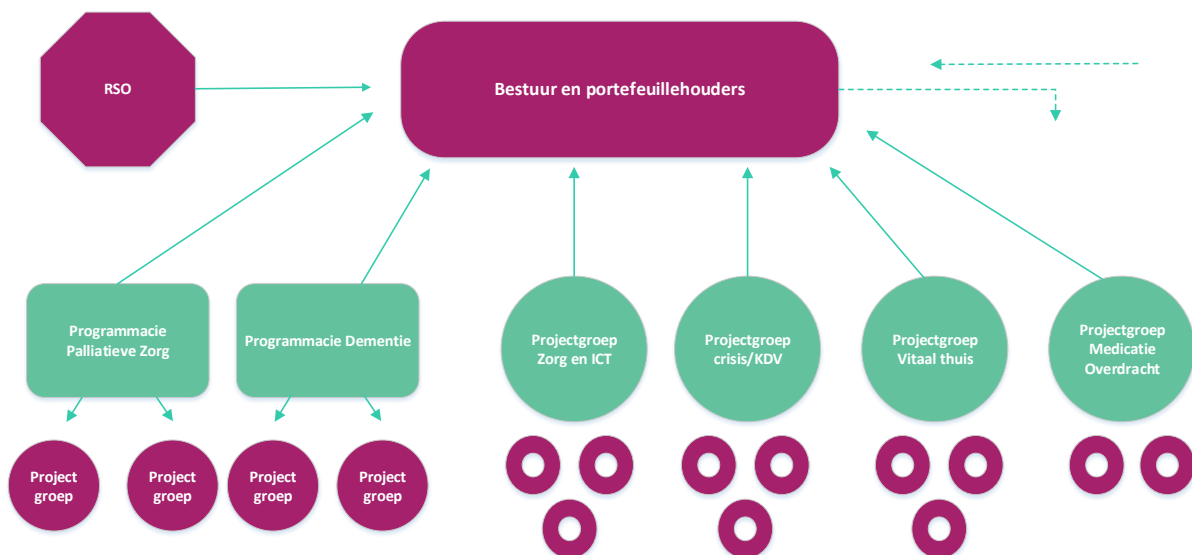 RSO
Bestuur en portefeuillehouders
Programmacie
Palliatieve Zorg
Programmacie Dementie
Projectgroep
Zorg en ICT
Projectgroep
crisis/KDV
Projectgroep
Vitaal thuis
Projectgroep
Medicatie
Overdracht
Project
groep
Project
groep
Project
groep
Project
groep